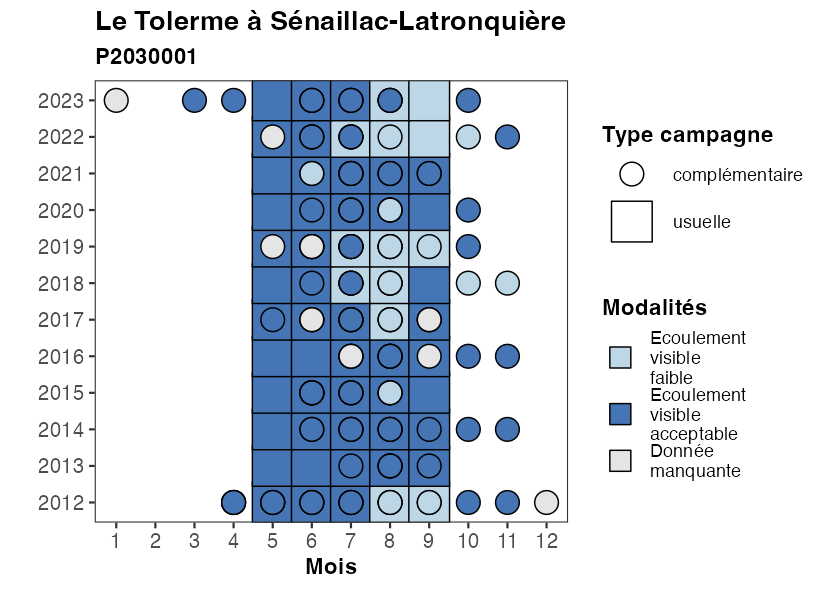 Le Tolerme à Sénaillac-Latronquière
P2030001
2023
2022
2021
2020
2019
2018
2017
2016
2015
2014
2013
2012
1 2 3 4 5 6 7 8 9 10 11 12
Mois
Type campagne
complémentaire
usuelle
Modalités
Ecoulement
visible
faible
Ecoulement
visible
acceptable
Donnée
manquante